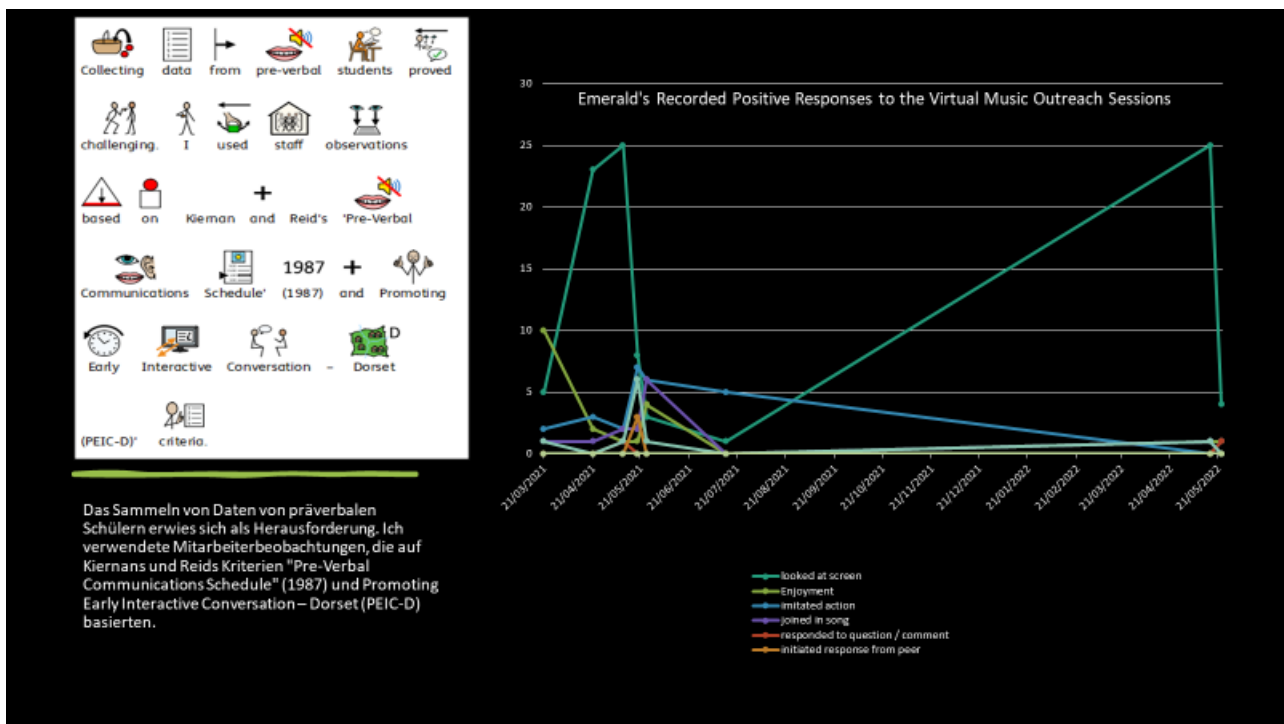 Collecting data from pre-verbal students proved
challenging. I used staff observations
based on Kiernan and Reid's 'Pre-Verbal
1987
Communications Schedule' (1987) and Promoting
D
Early Interactive Conversation - Dorset
(PEIC-D)' criteria.
Das Sammeln von Daten von präverbalen
Schülern erwies sich als Herausforderung. Ich
verwendete Mitarbeiterbeobachtungen, die auf
Kiernans und Reids Kriterien "Pre-Verbal
Communications Schedule" (1987) und Promoting
Early Interactive Conversation – Dorset (PEIC-D)
basierten.
Emerald's Recorded Positive Responses to the Virtual Music Outreach Sessions
30
25
20
15
10
5
0
21/03/2021
21/04/2021
21/05/2021
21/06/2021
21/07/2021
21/08/2021
21/09/2021
21/10/2021
21/11/2021
21/12/2021
21/01/2022
21/02/2022
21/03/2022
21/04/2022
21/05/2022
looked at screen
Enjoyment
imitated action
joined in song
responded to question / comment
initiated response from peer